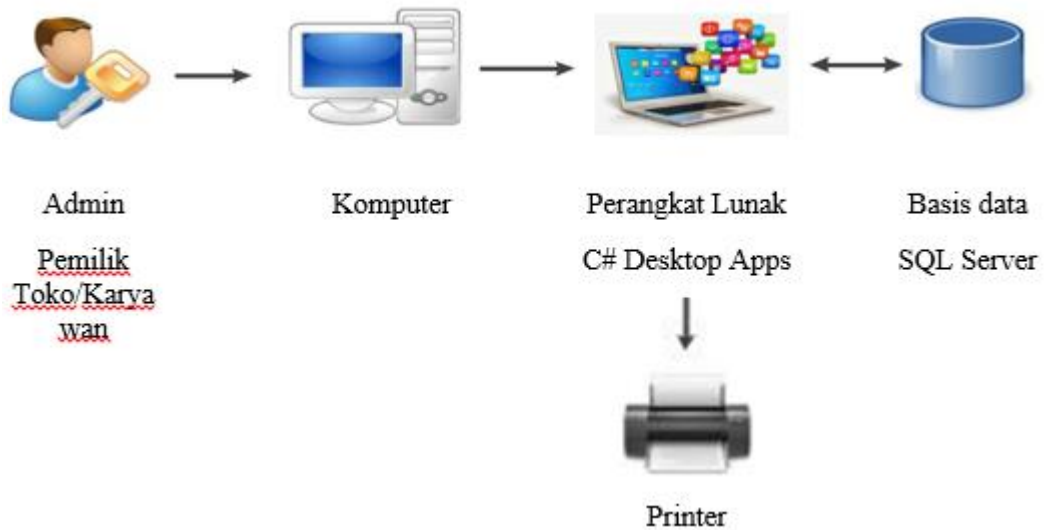 Admin
Komputer
Perangkat Lunak
Basis data
Pemilik
Toko/Karya
wan
C# Desktop Apps
SQL Server
Printer